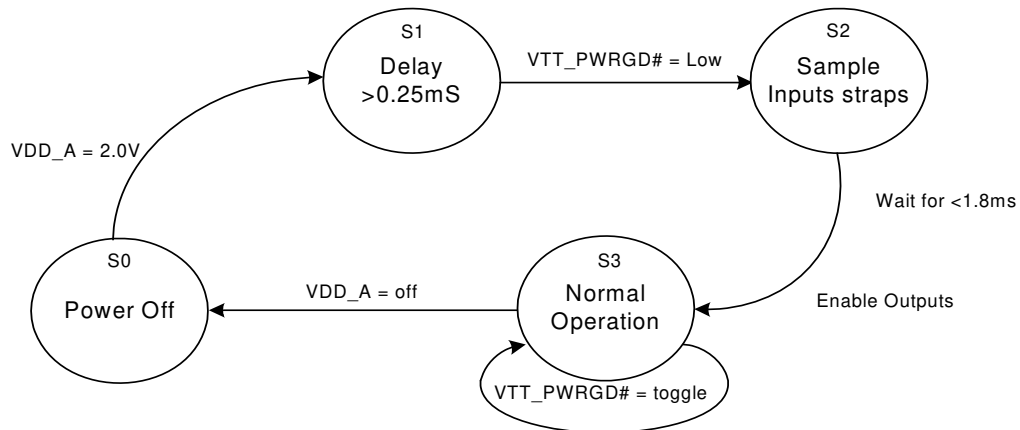 S1
Delay
>0.25mS
VTT_PWRGD# = Low
S2
Sample
Inputs straps
VDD_A = 2.0V
Wait for <1.8ms
S0
Power Off
VDD_A = off
S3
Normal
Operation
Enable Outputs
VTT_PWRGD# = toggle